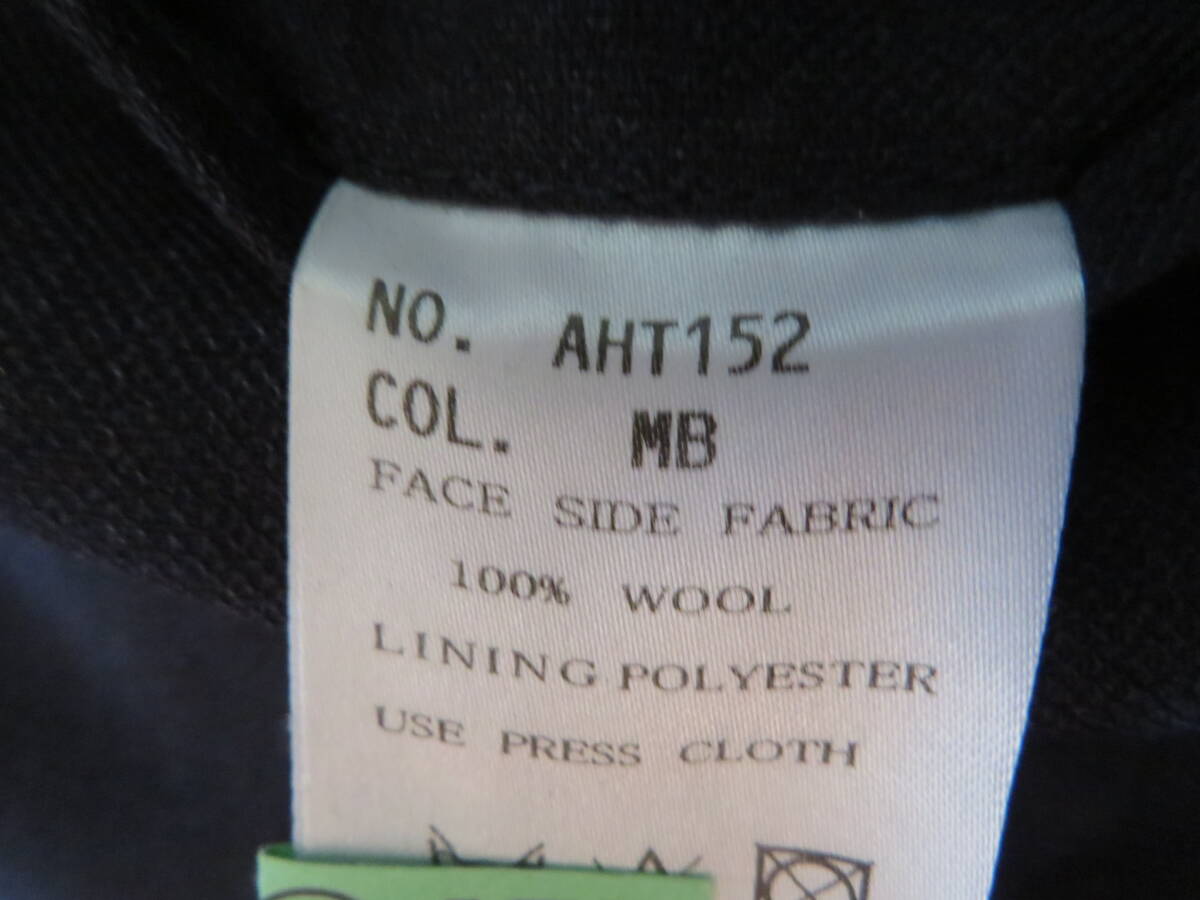 NO. AHT152
COL. MB
FACE SIDE FABRIC
100% WOOL
LINING POLYESTER
USE PRESS CLOTH